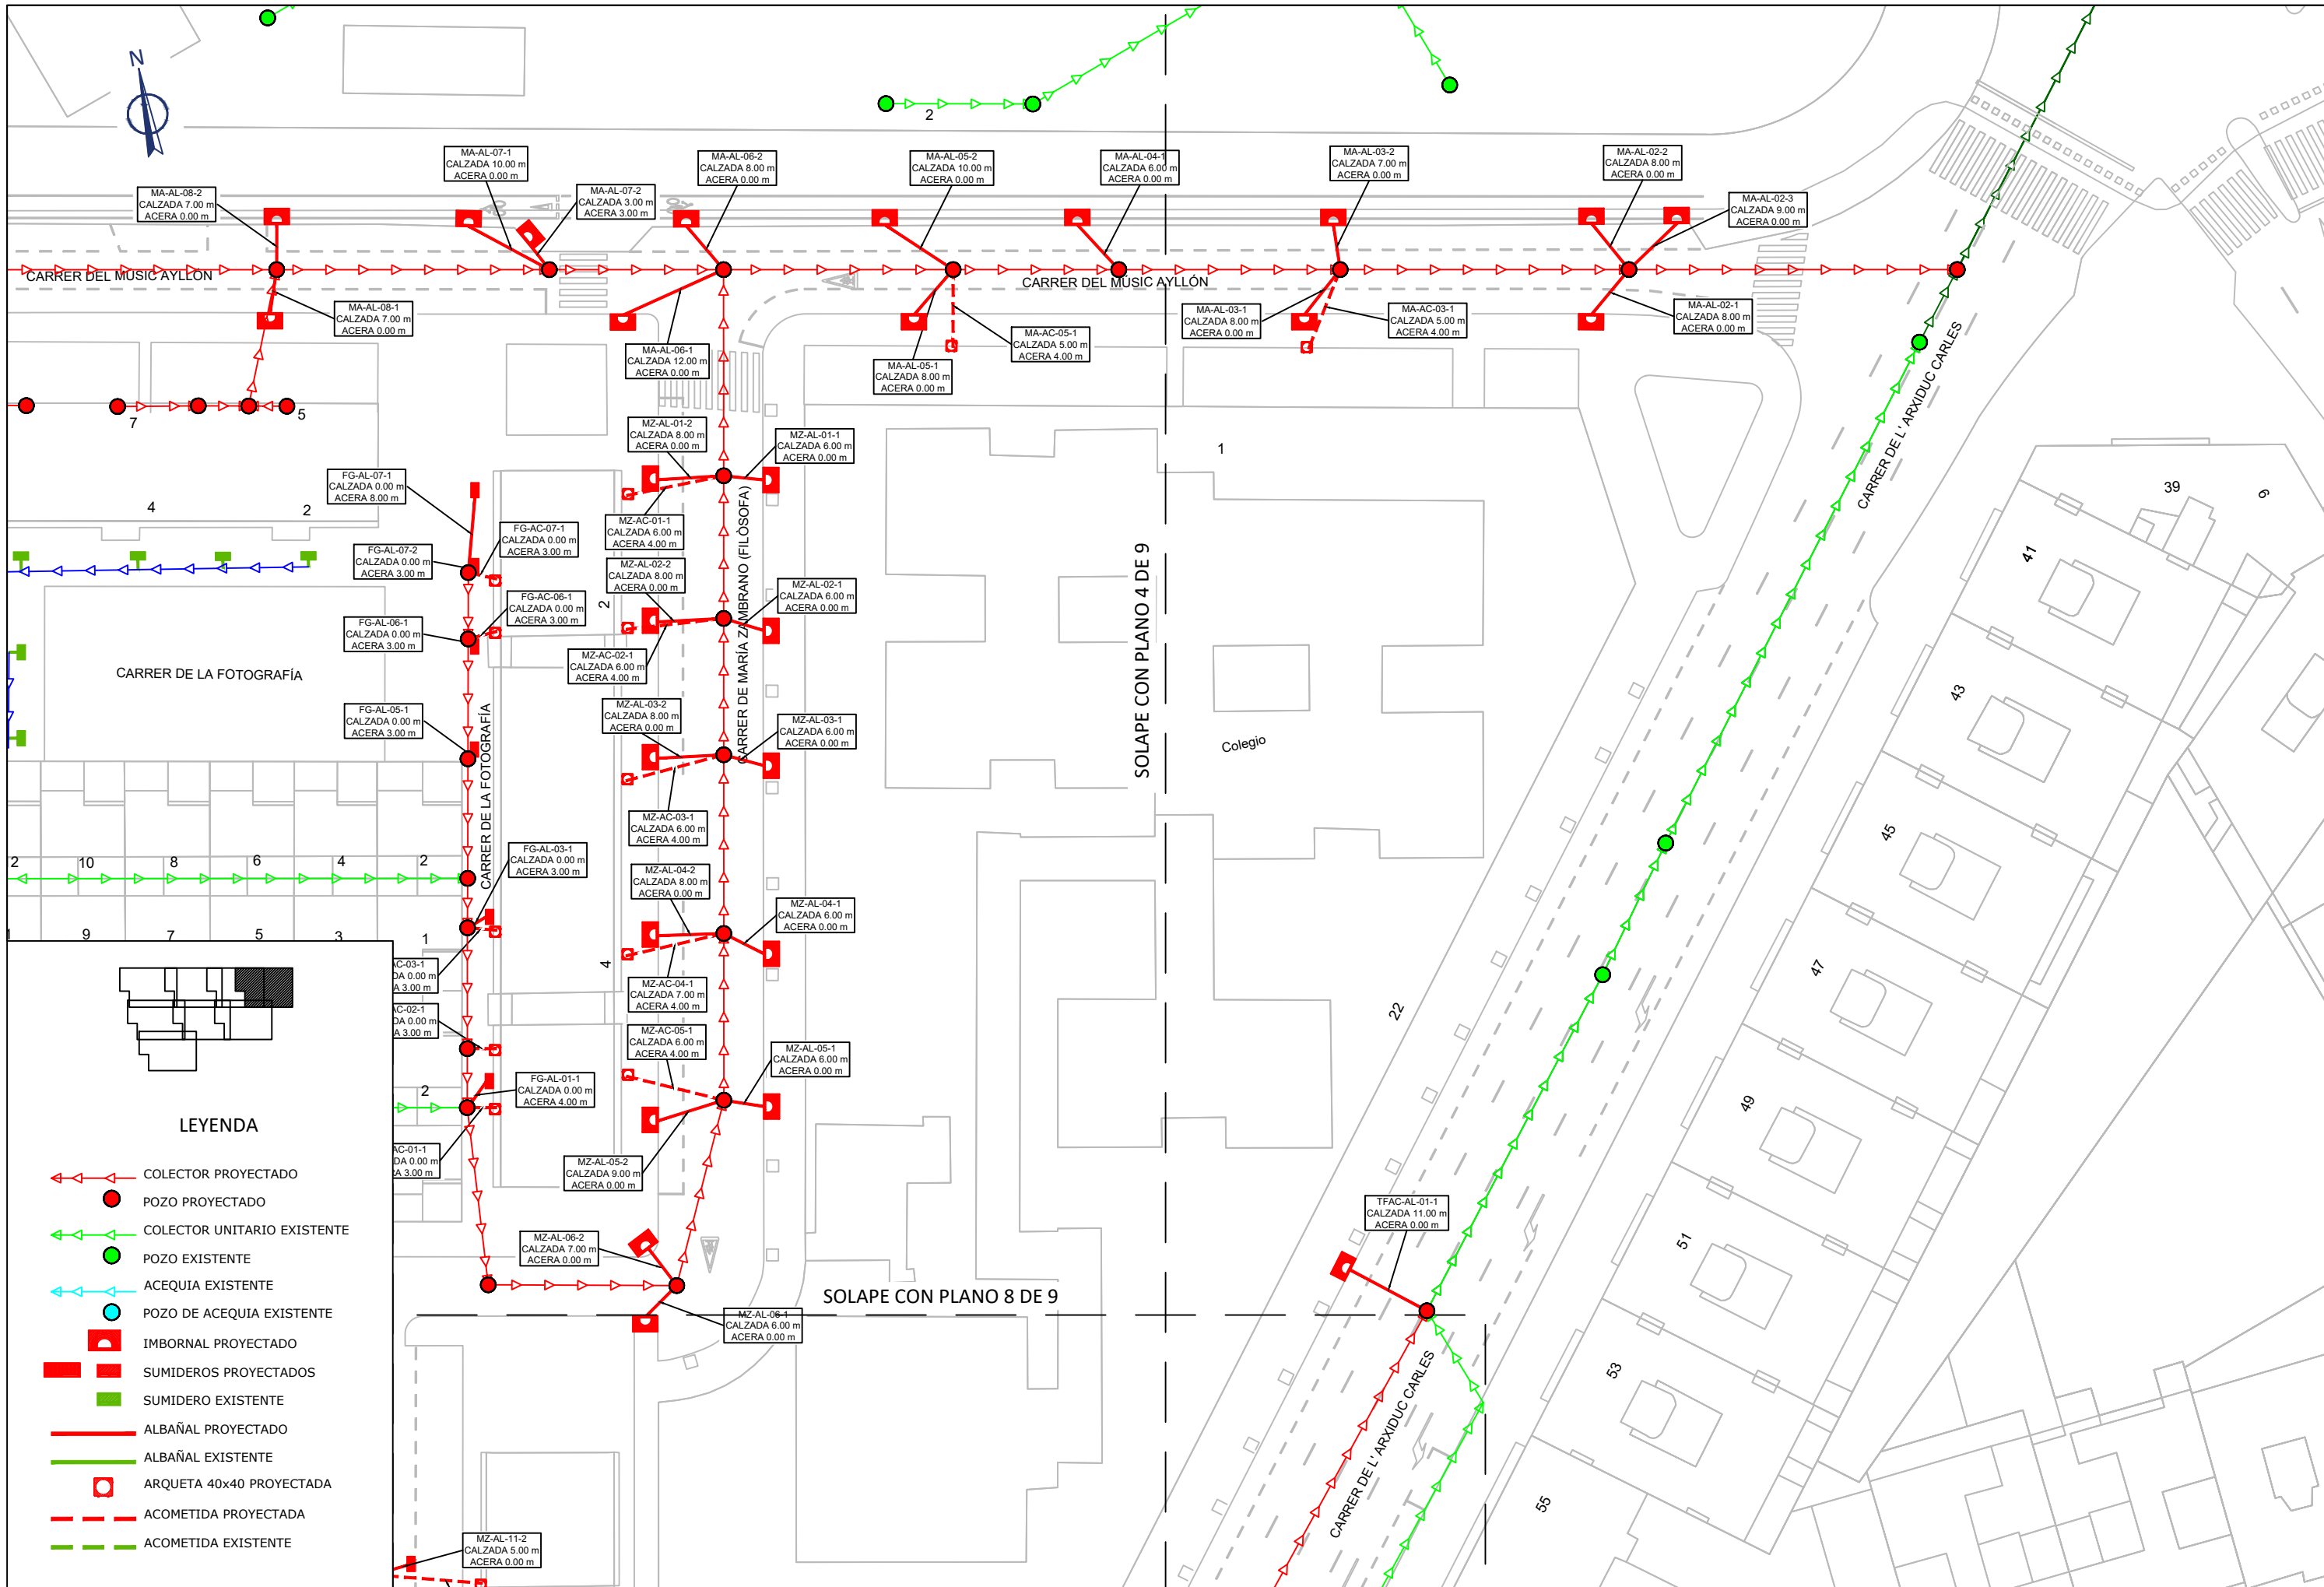 N
2
MA-AL-08-2
CALZADA 7.00 m
ACERA 0.00 m
MA-AL-07-1
CALZADA 10.00 m
ACERA 0.00 m
MA-AL-07-2
CALZADA 3.00 m
ACERA 3.00 m
MA-AL-06-2
CALZADA 8.00 m
ACERA 0.00 m
MA-AL-05-2
CALZADA 10.00 m
ACERA 0.00 m
MA-AL-04-1
CALZADA 6.00 m
ACERA 0.00 m
MA-AL-03-2
CALZADA 7.00 m
ACERA 0.00 m
MA-AL-02-2
CALZADA 8.00 m
ACERA 0.00 m
MA-AL-02-3
CALZADA 9.00 m
ACERA 0.00 m
CARRER DEL MÚSIC AYLLÓN
CARRER DEL MÚSIC AYLLÓN
MA-AL-08-1
CALZADA 7.00 m
ACERA 0.00 m
MA-AL-06-1
CALZADA 12.00 m
ACERA 0.00 m
MA-AL-05-1
CALZADA 8.00 m
ACERA 0.00 m
MA-AC-05-1
CALZADA 5.00 m
ACERA 4.00 m
MA-AL-03-1
CALZADA 8.00 m
ACERA 0.00 m
MA-AC-03-1
CALZADA 5.00 m
ACERA 4.00 m
MA-AL-02-1
CALZADA 8.00 m
ACERA 0.00 m
7
5
MZ-AL-01-2
CALZADA 8.00 m
ACERA 0.00 m
MZ-AL-01-1
CALZADA 6.00 m
ACERA 0.00 m
1
CARRER DE L' ARXIDUC CARLES
FG-AL-07-1
CALZADA 0.00 m
ACERA 8.00 m
4
2
FG-AC-07-1
CALZADA 0.00 m
ACERA 3.00 m
FG-AL-07-2
CALZADA 0.00 m
ACERA 3.00 m
MZ-AC-01-1
CALZADA 6.00 m
ACERA 4.00 m
MZ-AL-02-2
CALZADA 8.00 m
ACERA 0.00 m
MZ-AL-02-1
CALZADA 6.00 m
ACERA 0.00 m
FG-AC-06-1
CALZADA 0.00 m
ACERA 3.00 m
FG-AL-06-1
CALZADA 0.00 m
ACERA 3.00 m
2
CARRER DE MARÍA ZAMBRANO (FILÒSOFA)
MZ-AC-02-1
CALZADA 6.00 m
ACERA 4.00 m
CARRER DE LA FOTOGRAFÍA
FG-AL-05-1
CALZADA 0.00 m
ACERA 3.00 m
MZ-AL-03-2
CALZADA 8.00 m
ACERA 0.00 m
MZ-AL-03-1
CALZADA 6.00 m
ACERA 0.00 m
SOLAPE CON PLANO 4 DE 9
Colegio
CARRER DE LA FOTOGRAFÍA
MZ-AC-03-1
CALZADA 6.00 m
ACERA 4.00 m
FG-AL-03-1
CALZADA 0.00 m
ACERA 3.00 m
MZ-AL-04-2
CALZADA 8.00 m
ACERA 0.00 m
MZ-AL-04-1
CALZADA 6.00 m
ACERA 0.00 m
2
10
8
6
4
2
9
7
5
3
1
AC-03-1
DA 0.00 m
A 3.00 m
AC-02-1
DA 0.00 m
A 3.00 m
4
MZ-AC-04-1
CALZADA 7.00 m
ACERA 4.00 m
MZ-AC-05-1
CALZADA 6.00 m
ACERA 4.00 m
MZ-AL-05-1
CALZADA 6.00 m
ACERA 0.00 m
2
FG-AL-01-1
CALZADA 0.00 m
ACERA 4.00 m
AC-01-1
DA 0.00 m
A 3.00 m
MZ-AL-05-2
CALZADA 9.00 m
ACERA 0.00 m
MZ-AL-06-2
CALZADA 7.00 m
ACERA 0.00 m
MZ-AL-06-1
CALZADA 6.00 m
ACERA 0.00 m
SOLAPE CON PLANO 8 DE 9
22
TFAC-AL-01-1
CALZADA 11.00 m
ACERA 0.00 m
CARRER DE L' ARXIDUC CARLES
39
6
41
43
45
47
49
51
53
55
MZ-AL-11-2
CALZADA 5.00 m
ACERA 0.00 m
LEYENDA
COLECTOR PROYECTADO
POZO PROYECTADO
COLECTOR UNITARIO EXISTENTE
POZO EXISTENTE
ACEQUIA EXISTENTE
POZO DE ACEQUIA EXISTENTE
IMBORNAL PROYECTADO
SUMIDEROS PROYECTADOS
SUMIDERO EXISTENTE
ALBAÑAL PROYECTADO
ALBAÑAL EXISTENTE
ARQUETA 40x40 PROYECTADA
ACOMETIDA PROYECTADA
ACOMETIDA EXISTENTE